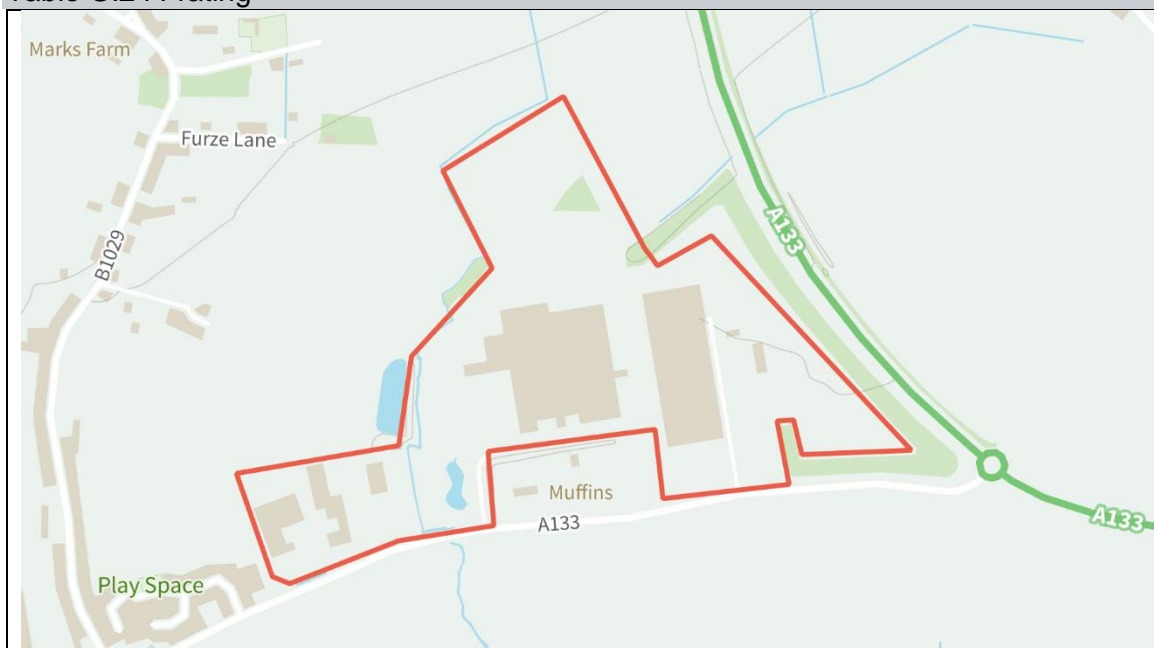 Marks Farm
Furze Lane
B1029
A133
Muffins
A133
A133
Play Space